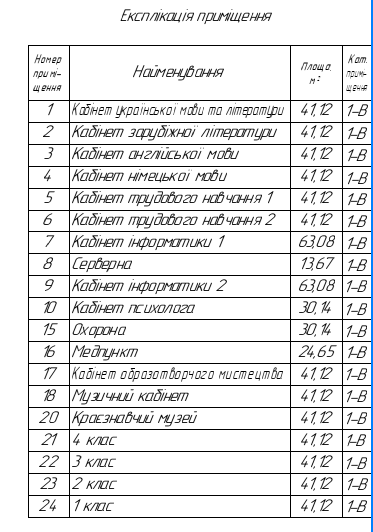 Експлікація приміщення
Номер приміщення Найменування Площа, м² Кат. приміщення
1 Кабінет української мови та літератури 41,12 1-В
2 Кабінет зарубіжної літератури 41,12 1-В
3 Кабінет англійської мови 41,12 1-В
4 Кабінет німецької мови 41,12 1-В
5 Кабінет трудового навчання 1 41,12 1-В
6 Кабінет трудового навчання 2 41,12 1-В
7 Кабінет інформатики 1 63,08 1-В
8 Серверна 13,67 1-В
9 Кабінет інформатики 2 63,08 1-В
10 Кабінет психолога 30,14 1-В
15 Охорона 30,14 1-В
16 Медпункт 24,65 1-В
17 Кабінет образотворчого мистецтва 41,12 1-В
18 Музичний кабінет 41,12 1-В
20 Краєзнавчий музей 41,12 1-В
21 4 клас 41,12 1-В
22 3 клас 41,12 1-В
23 2 клас 41,12 1-В
24 1 клас 41,12 1-В